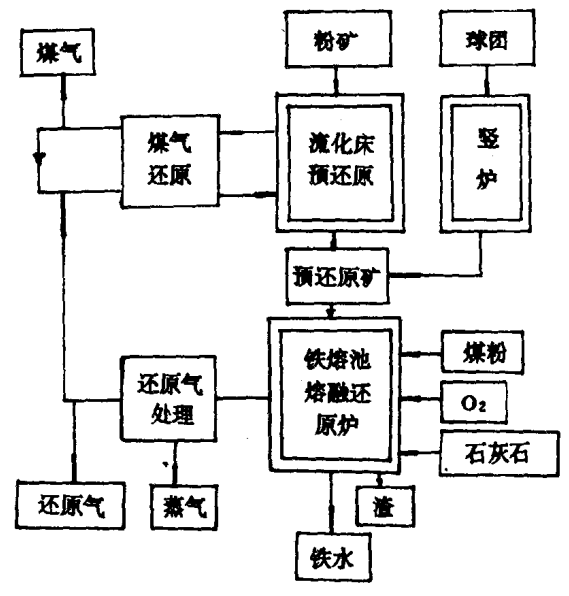 煤气
粉矿
球团
煤气
还原
流化床
预还原
竖
炉
预还原矿
还原气
处理
铁熔池
熔融还
原炉
煤粉
O₂
石灰石
还原气
蒸气
渣
铁水